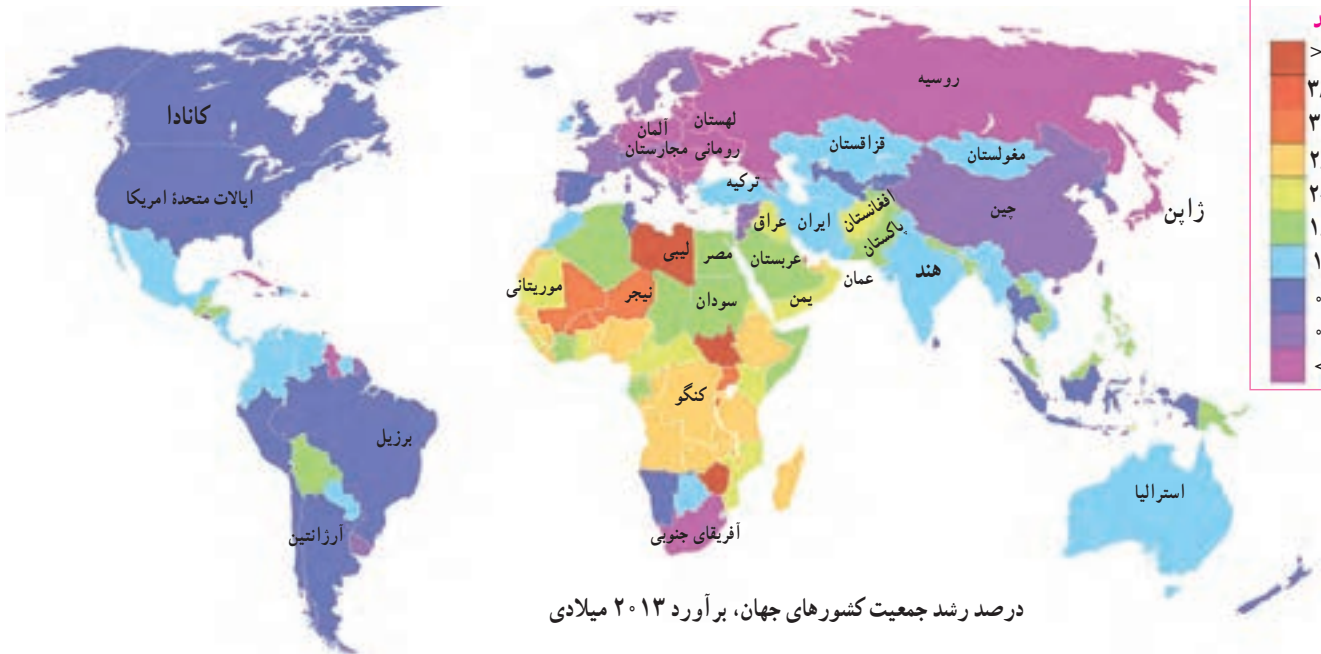 کانادا
ایالات متحدهٔ امریکا
برزیل
آرژانتین
روسیه
لهستان
آلمان
رومانی
مجارستان
قزاقستان
مغولستان
ترکیه
چین
ژاپن
افغانستان
ایران
عراق
پاکستان
هند
لیبی
مصر
عربستان
عمان
یمن
موریتانی
نیجر
سودان
کنگو
آفریقای جنوبی
استرالیا
درصد رشد جمعیت کشورهای جهان، برآورد ۲۰۱۳ میلادی